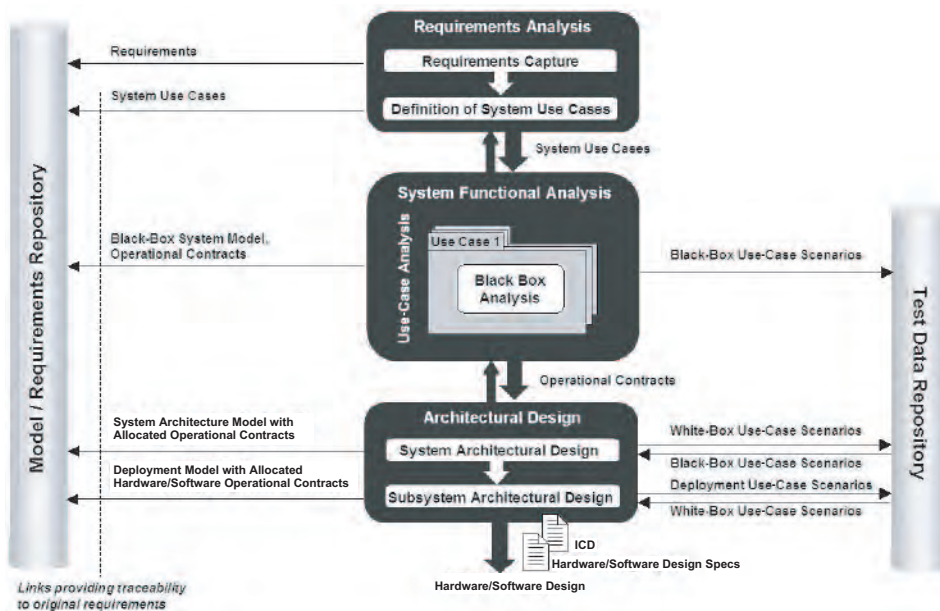 Requirements Analysis
Requirements Capture
Definition of System Use Cases
Requirements
System Use Cases
System Use Cases
System Functional Analysis
Use-Case Analysis
Use Case 1
Black Box
Analysis
Black-Box System Model,
Operational Contracts
Black-Box Use-Case Scenarios
Operational Contracts
Architectural Design
System Architectural Design
Subsystem Architectural Design
System Architecture Model with
Allocated Operational Contracts
Deployment Model with Allocated
Hardware/Software Operational Contracts
White-Box Use-Case Scenarios
Black-Box Use-Case Scenarios
Deployment Use-Case Scenarios
White-Box Use-Case Scenarios
ICD
Hardware/Software Design Specs
Hardware/Software Design
Links providing traceability
to original requirements
Model / Requirements Repository
Test Data Repository